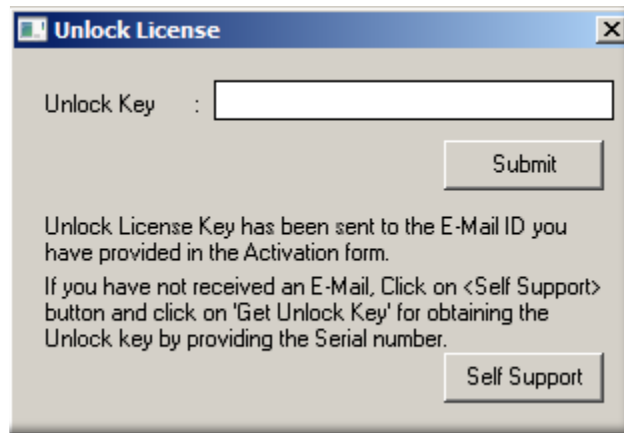 Unlock License
Unlock Key :
Submit
Unlock License Key has been sent to the E-Mail ID you
have provided in the Activation form.
If you have not received an E-Mail, Click on <Self Support>
button and click on 'Get Unlock Key' for obtaining the
Unlock key by providing the Serial number.
Self Support